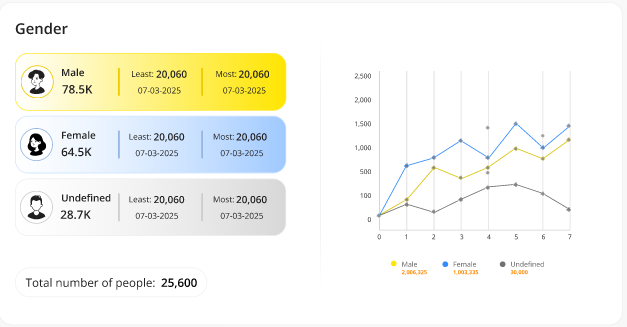 Gender
Male
78.5K
Least: 20,060
07-03-2025
Most: 20,060
07-03-2025
Female
64.5K
Least: 20,060
07-03-2025
Most: 20,060
07-03-2025
Undefined
28.7K
Least: 20,060
07-03-2025
Most: 20,060
07-03-2025
Total number of people: 25,600
2,500
2,000
1,500
1,000
500
100
0
0 1 2 3 4 5 6 7
Male
2,006,325
Female
1,003,335
Undefined
30,000